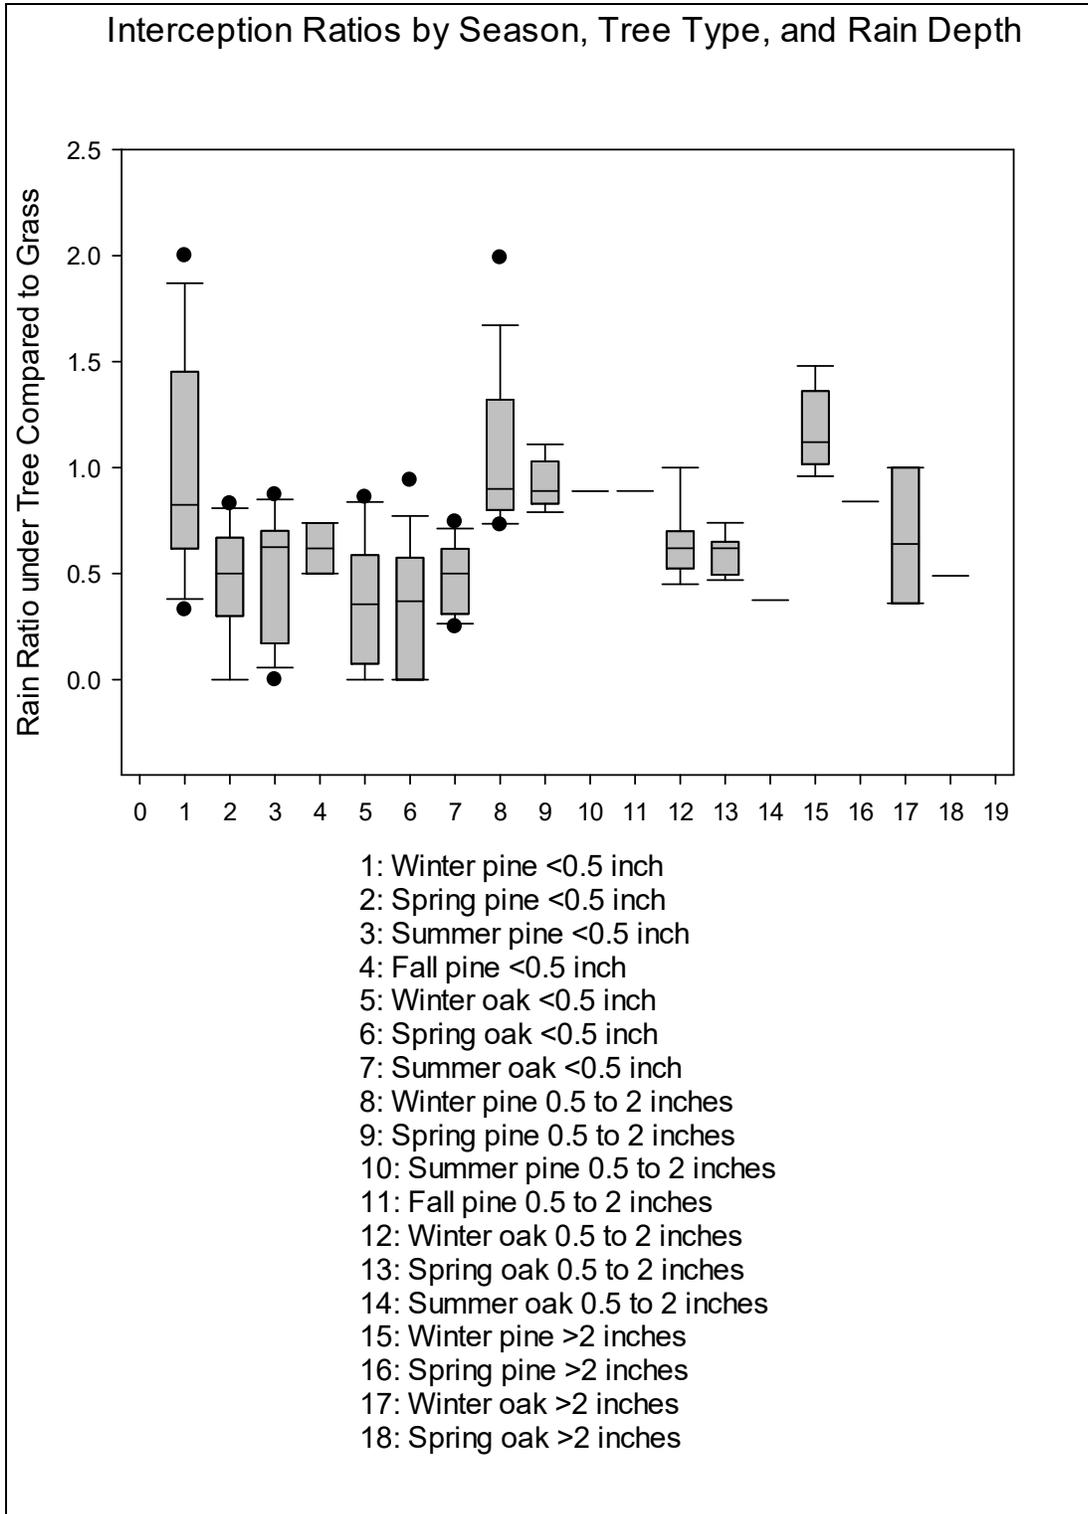 Interception Ratios by Season, Tree Type, and Rain Depth
Rain Ratio under Tree Compared to Grass
2.5
2.0
1.5
1.0
0.5
0.0
0 1 2 3 4 5 6 7 8 9 10 11 12 13 14 15 16 17 18 19
1: Winter pine <0.5 inch
2: Spring pine <0.5 inch
3: Summer pine <0.5 inch
4: Fall pine <0.5 inch
5: Winter oak <0.5 inch
6: Spring oak <0.5 inch
7: Summer oak <0.5 inch
8: Winter pine 0.5 to 2 inches
9: Spring pine 0.5 to 2 inches
10: Summer pine 0.5 to 2 inches
11: Fall pine 0.5 to 2 inches
12: Winter oak 0.5 to 2 inches
13: Spring oak 0.5 to 2 inches
14: Summer oak 0.5 to 2 inches
15: Winter pine >2 inches
16: Spring pine >2 inches
17: Winter oak >2 inches
18: Spring oak >2 inches